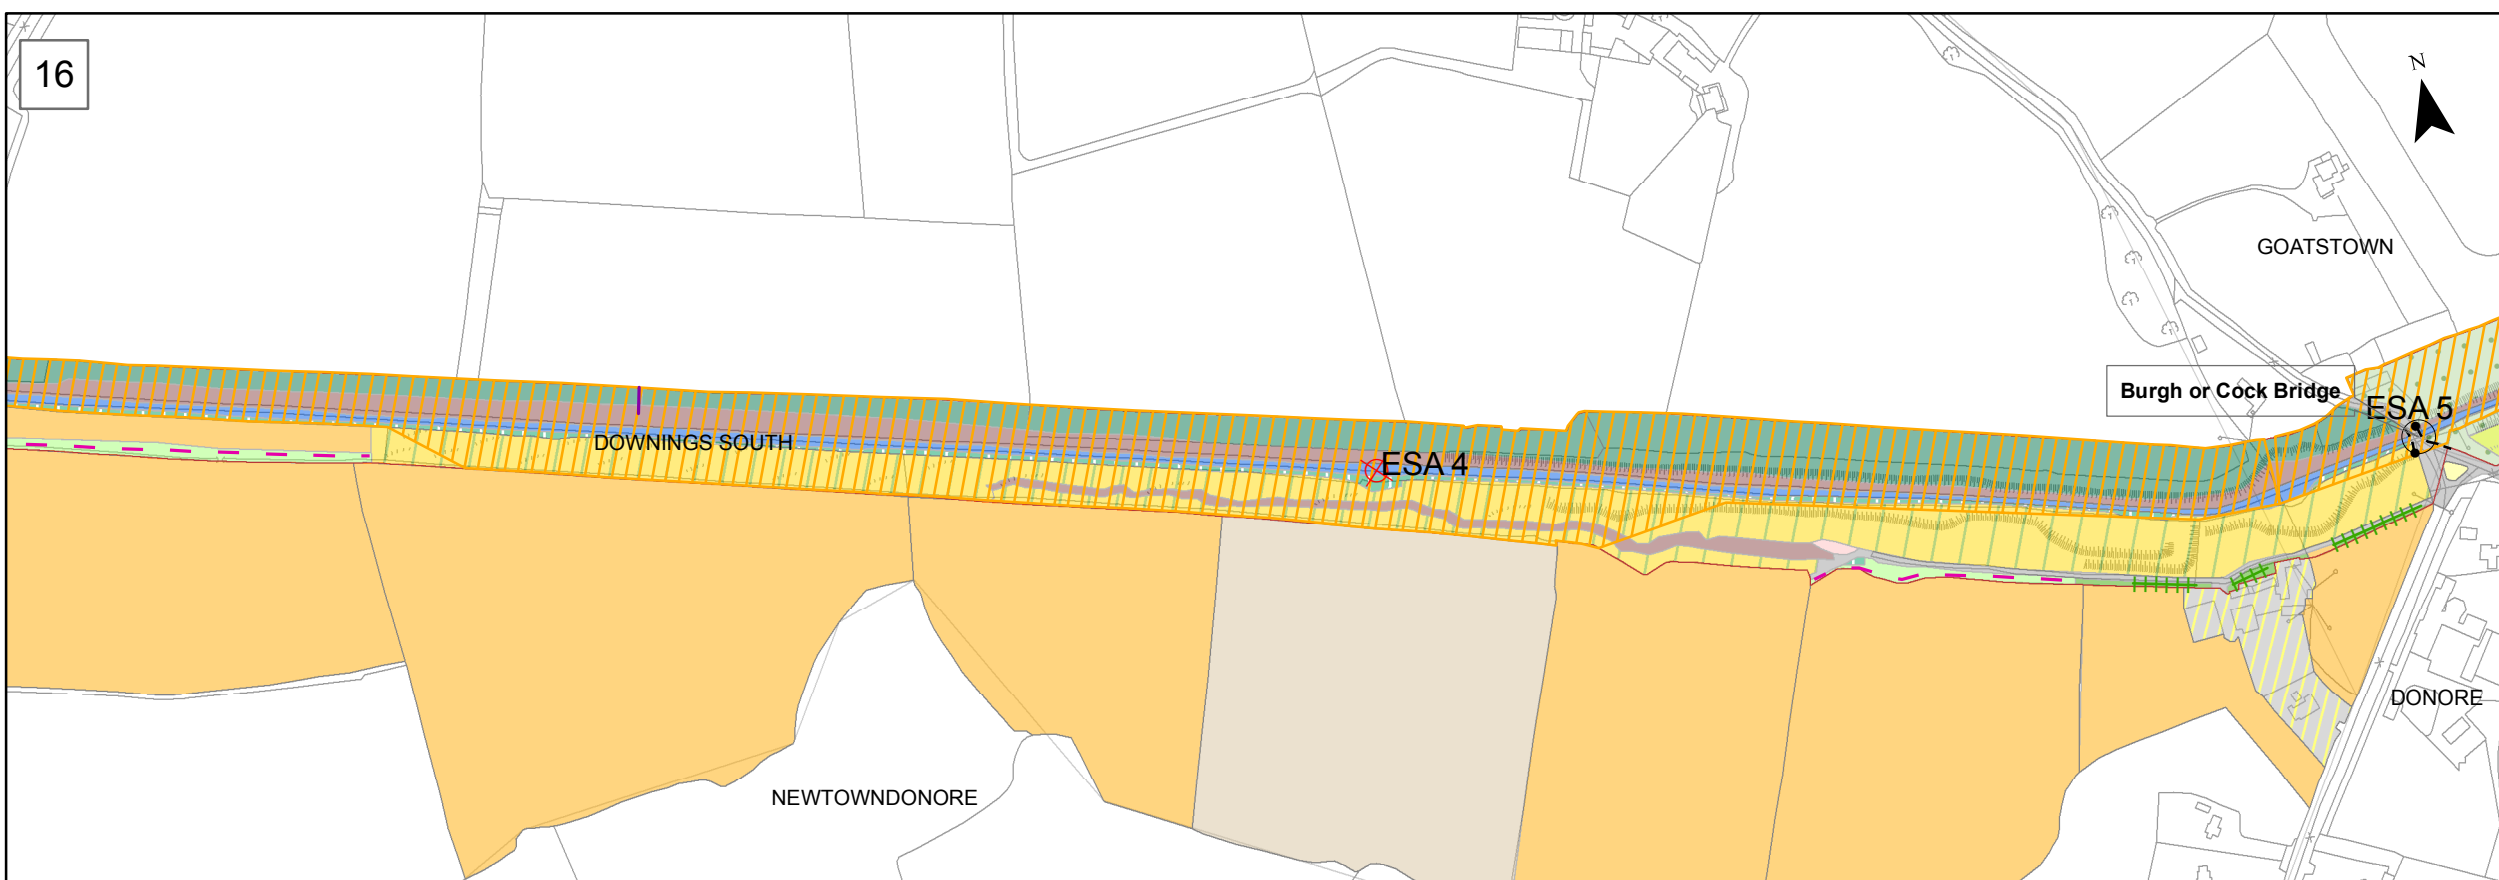 16
N
GOATSTOWN
Burgh or Cock Bridge
ESA 5
DOWNINGS SOUTH
ESA 4
DONORE
NEWTOWNDONORE